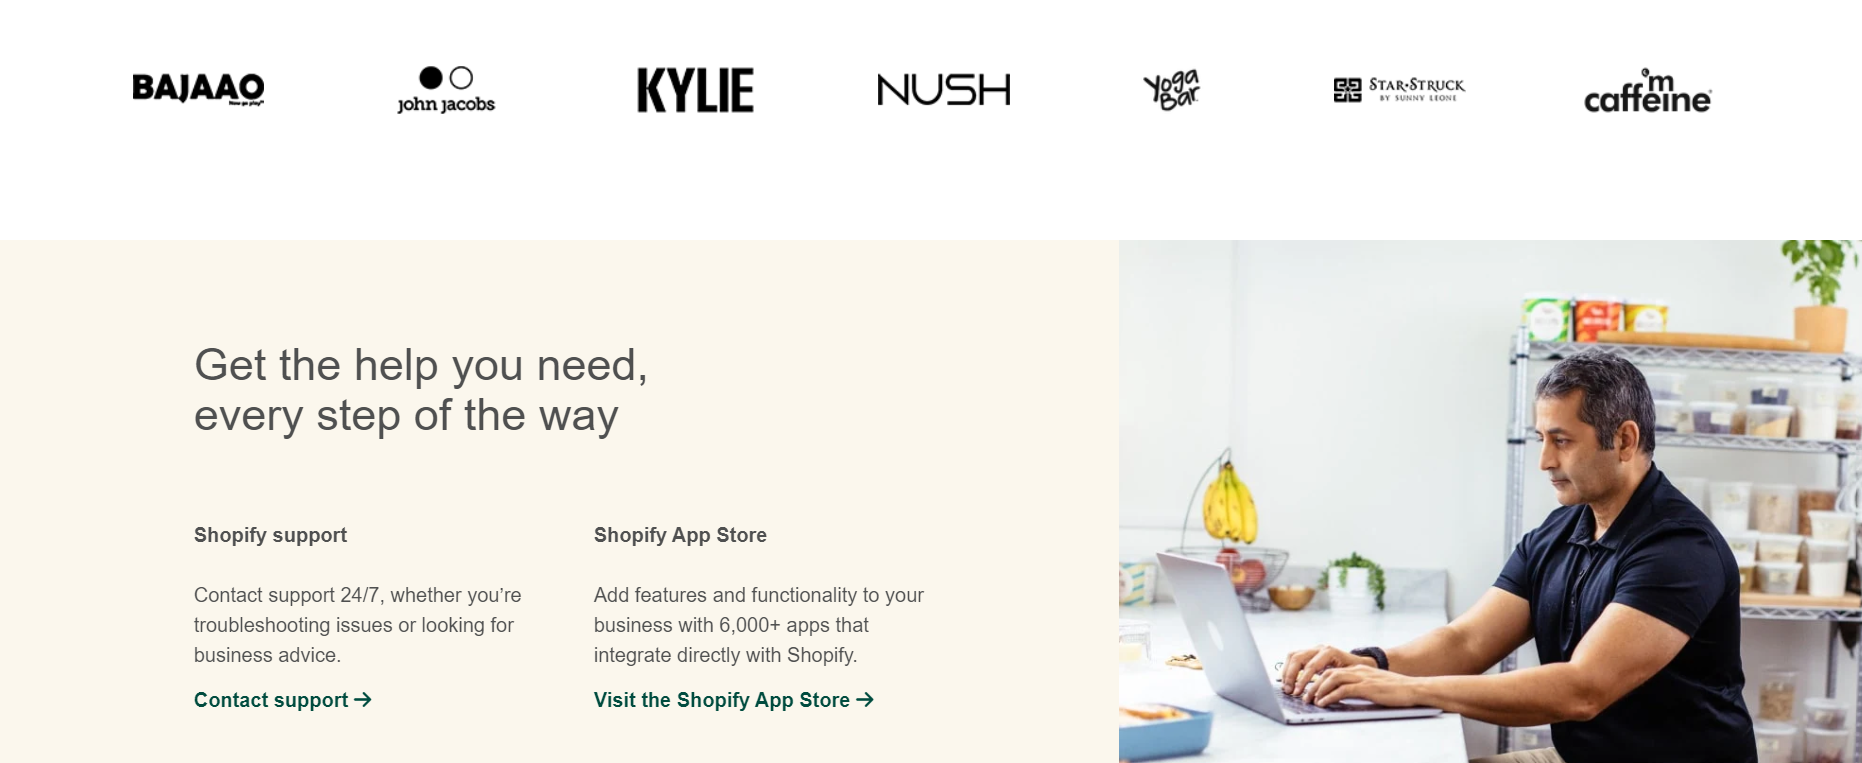 BAJAAO
Now go play™
john jacobs
KYLIE
NUSH
Yoga
Bar
STAR•STRUCK
BY SUNNY LEONE
m
caffeine
Get the help you need,
every step of the way
Shopify support
Contact support 24/7, whether you’re
troubleshooting issues or looking for
business advice.
Contact support →
Shopify App Store
Add features and functionality to your
business with 6,000+ apps that
integrate directly with Shopify.
Visit the Shopify App Store →